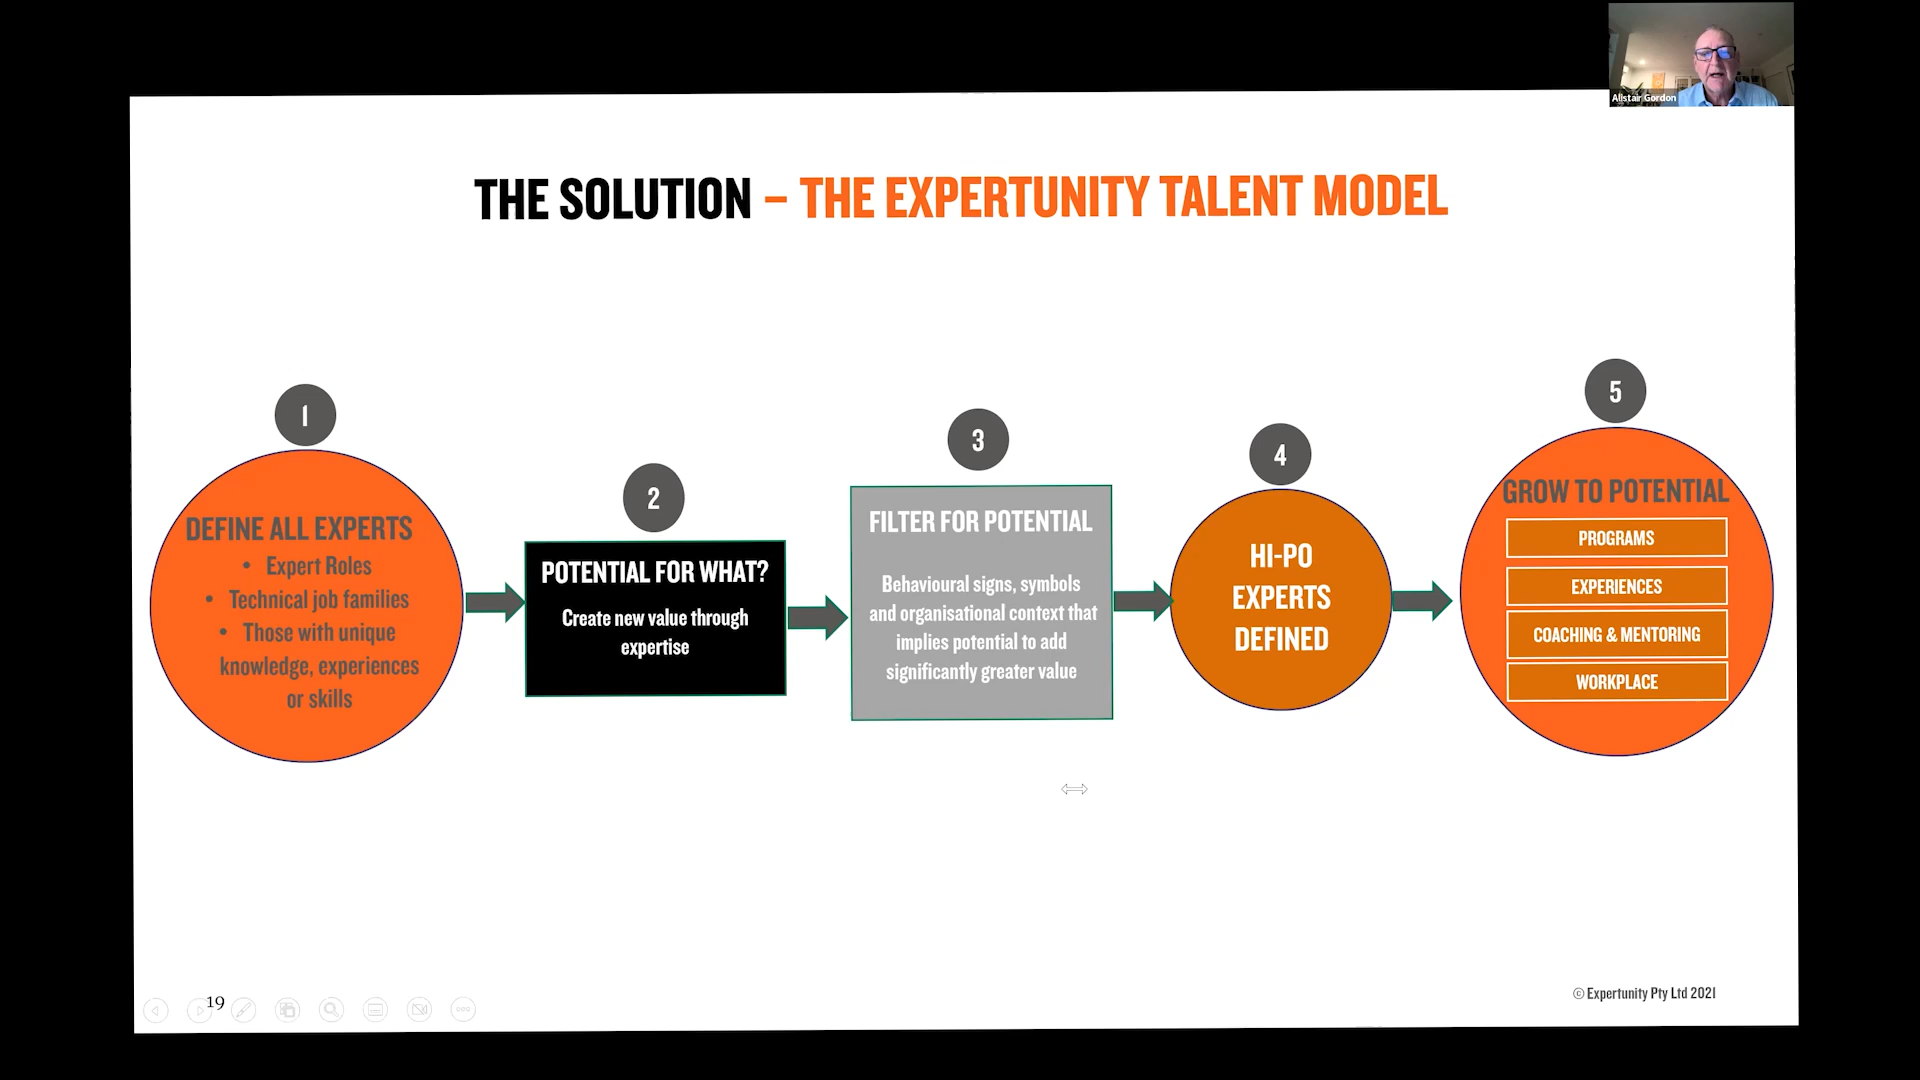 Alistair Gordon
THE SOLUTION – THE EXPERTUNITY TALENT MODEL
1
DEFINE ALL EXPERTS
• Expert Roles
• Technical job families
• Those with unique
knowledge, experiences
or skills
2
POTENTIAL FOR WHAT?
Create new value through
expertise
3
FILTER FOR POTENTIAL
Behavioural signs, symbols
and organisational context that
implies potential to add
significantly greater value
4
HI-PO
EXPERTS
DEFINED
5
GROW TO POTENTIAL
PROGRAMS
EXPERIENCES
COACHING & MENTORING
WORKPLACE
19
© Expertunity Pty Ltd 2021